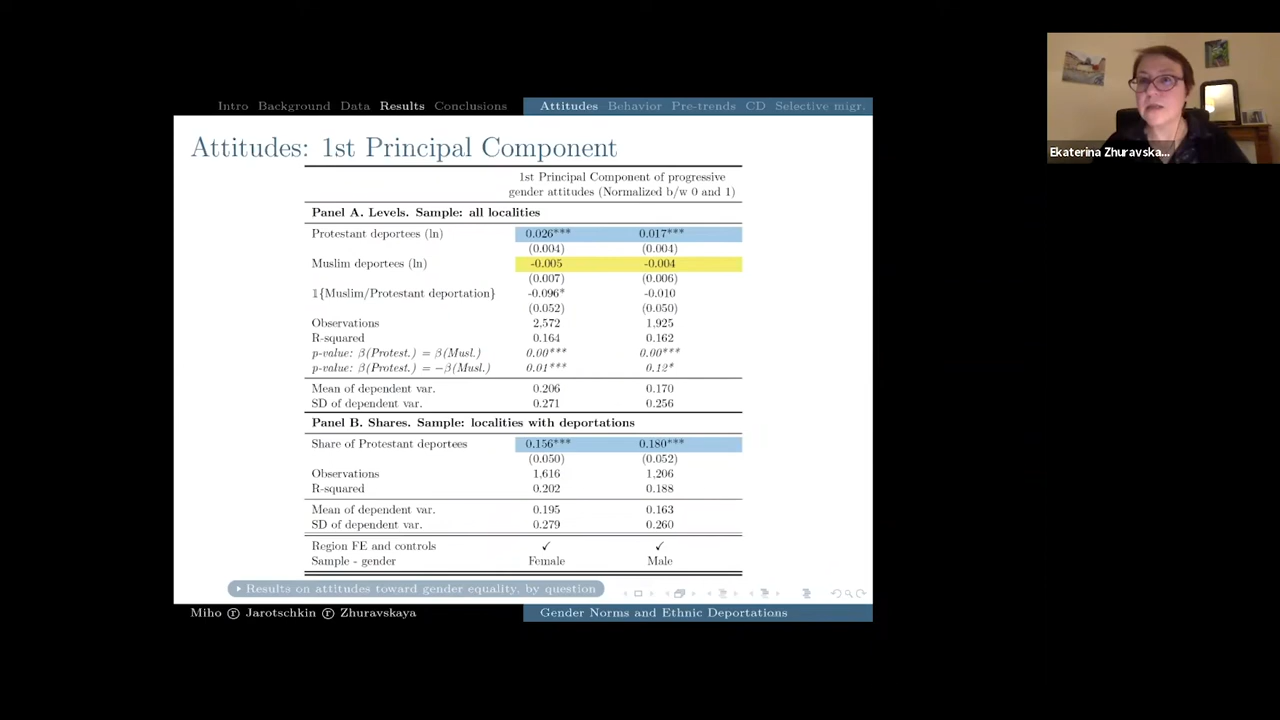 Intro Background Data Results Conclusions Attitudes Behavior Pre-trends CD Selective migr.
Attitudes: 1st Principal Component
1st Principal Component of progressive
gender attitudes (Normalized b/w 0 and 1)
Panel A. Levels. Sample: all localities
Protestant deportees (ln) 0.026*** 0.017***
(0.004) (0.004)
Muslim deportees (ln) -0.005 -0.004
(0.007) (0.006)
1{Muslim/Protestant deportation} -0.096* -0.010
(0.052) (0.050)
Observations 2,572 1,925
R-squared 0.164 0.162
p-value: β(Protest.) = β(Musl.) 0.00*** 0.00***
p-value: β(Protest.) = −β(Musl.) 0.01*** 0.12*
Mean of dependent var. 0.206 0.170
SD of dependent var. 0.271 0.256
Panel B. Shares. Sample: localities with deportations
Share of Protestant deportees 0.156*** 0.180***
(0.050) (0.052)
Observations 1,616 1,206
R-squared 0.202 0.188
Mean of dependent var. 0.195 0.163
SD of dependent var. 0.279 0.260
Region FE and controls ✓ ✓
Sample - gender Female Male
Results on attitudes toward gender equality, by question
Miho ⓡ Jarotschkin ⓡ Zhuravskaya Gender Norms and Ethnic Deportations
Ekaterina Zhuravska...